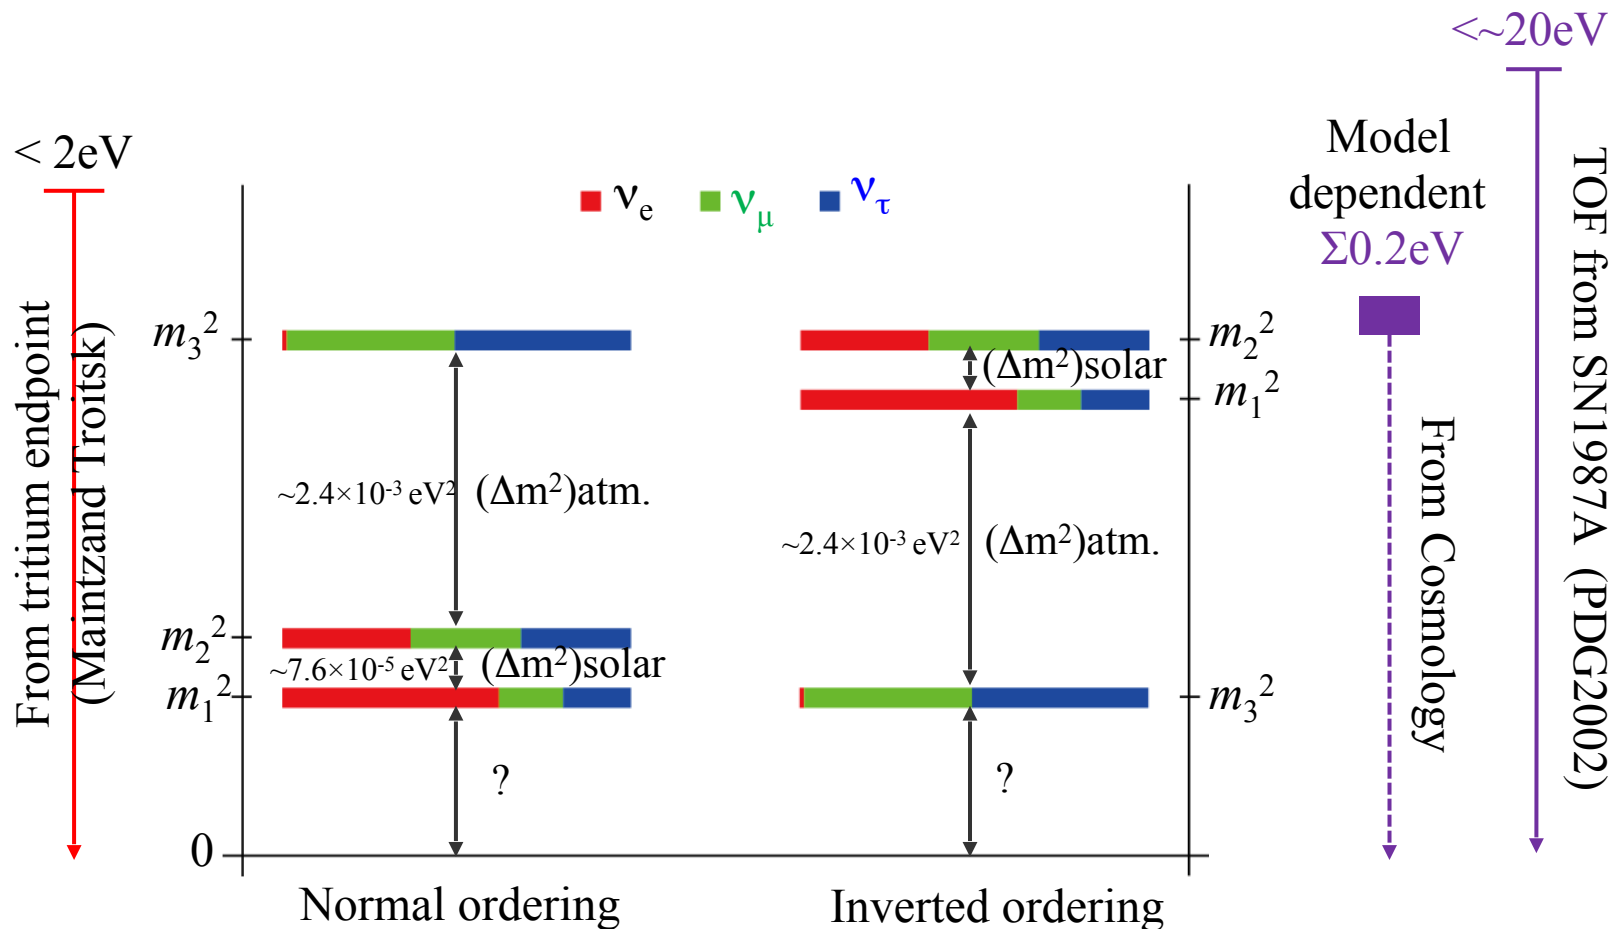 <~20eV
< 2eV
Model
dependent
Σ0.2eV
νe
νμ
ντ
From tritium endpoint
(Maintzand Troitsk)
TOF from SN1987A (PDG2002)
From Cosmology
m₃²
m₂²
(Δm²)solar
m₁²
~2.4×10⁻³ eV² (Δm²)atm.
~2.4×10⁻³ eV² (Δm²)atm.
m₂²
~7.6×10⁻⁵ eV² (Δm²)solar
m₁²
m₃²
?
?
0
Normal ordering
Inverted ordering